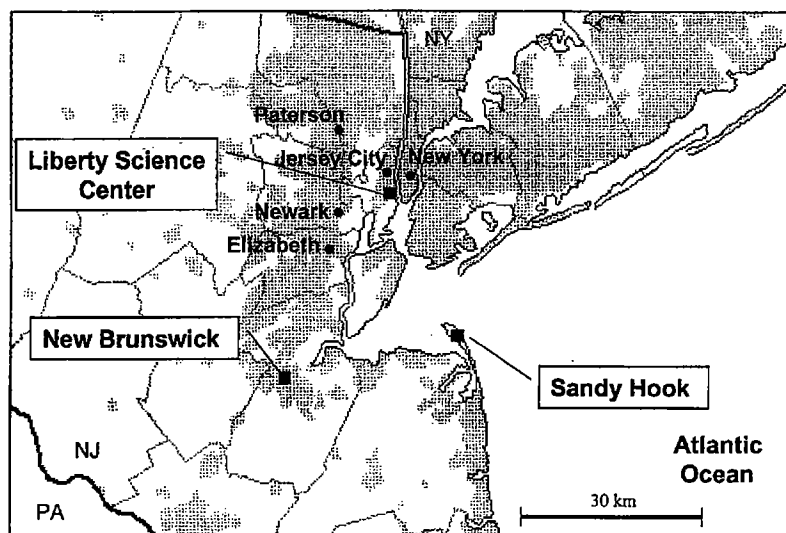 NY
Paterson
Liberty Science
Center
Jersey City
New York
Newark
Elizabeth
New Brunswick
Sandy Hook
NJ
Atlantic
Ocean
PA
30 km